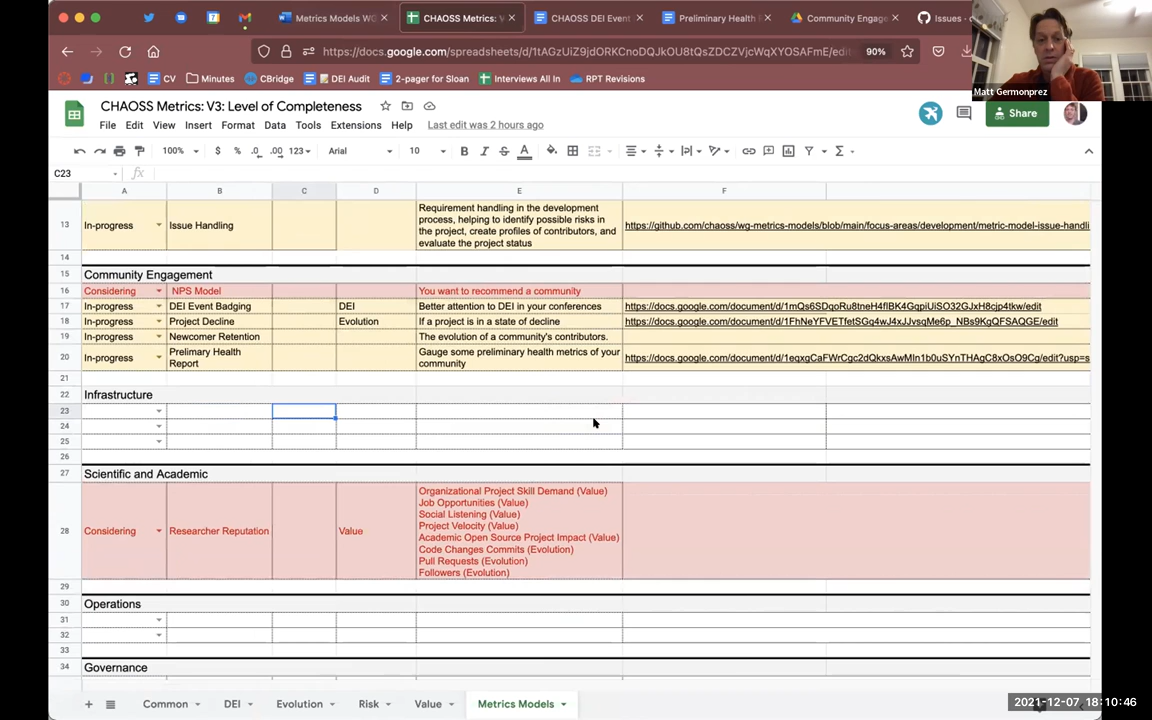 Metrics Models WG
CHAOSS Metrics: V
CHAOSS DEI Event
Preliminary Health
Community Engage
Issues
https://docs.google.com/spreadsheets/d/1tAGzUiZ9jdORKCnoDQJkOU8tQsZDCZVjcWqXYOSAFmE/edi
90%
CV
Minutes
CBridge
DEI Audit
2-pager for Sloan
Interviews All In
RPT Revisions
Matt Germonprez
CHAOSS Metrics: V3: Level of Completeness
Share
File Edit View Insert Format Data Tools Extensions Help Last edit was 2 hours ago
100% $ % .0 .00 123 Arial 10 B I S A
C23 fx
A B C D E F
13 In-progress Issue Handling
Requirement handling in the development
process, helping to identify possible risks in
the project, create profiles of contributors, and
evaluate the project status
https://github.com/chaoss/wg-metrics-models/blob/main/focus-areas/development/metric-model-issue-handli
14
15 Community Engagement
16 Considering NPS Model You want to recommend a community
17 In-progress DEI Event Badging DEI Better attention to DEI in your conferences https://docs.google.com/document/d/1mQs6SDqoRu8tneH4flBK4GqpiUiSO32GJxH8cjp4tkw/edit
18 In-progress Project Decline Evolution If a project is in a state of decline https://docs.google.com/document/d/1FhNeYFVETfetSGq4wJ4xJJvsqMe6p_NBs9KgQFSAQGE/edit
19 In-progress Newcomer Retention The evolution of a community's contributors.
20 In-progress
Prelimary Health
Report
Gauge some preliminary health metrics of your
community
https://docs.google.com/document/d/1eqxgCaFWrCgc2dQkxsAwMIn1b0uSYnTHAgC8xOsO9Cg/edit?usp=s
21
22 Infrastructure
23
24
25
26
27 Scientific and Academic
28 Considering Researcher Reputation Value
Organizational Project Skill Demand (Value)
Job Opportunities (Value)
Social Listening (Value)
Project Velocity (Value)
Academic Open Source Project Impact (Value)
Code Changes Commits (Evolution)
Pull Requests (Evolution)
Followers (Evolution)
29
30 Operations
31
32
33
34 Governance
Common DEI Evolution Risk Value Metrics Models
2021-12-07, 18:10:46